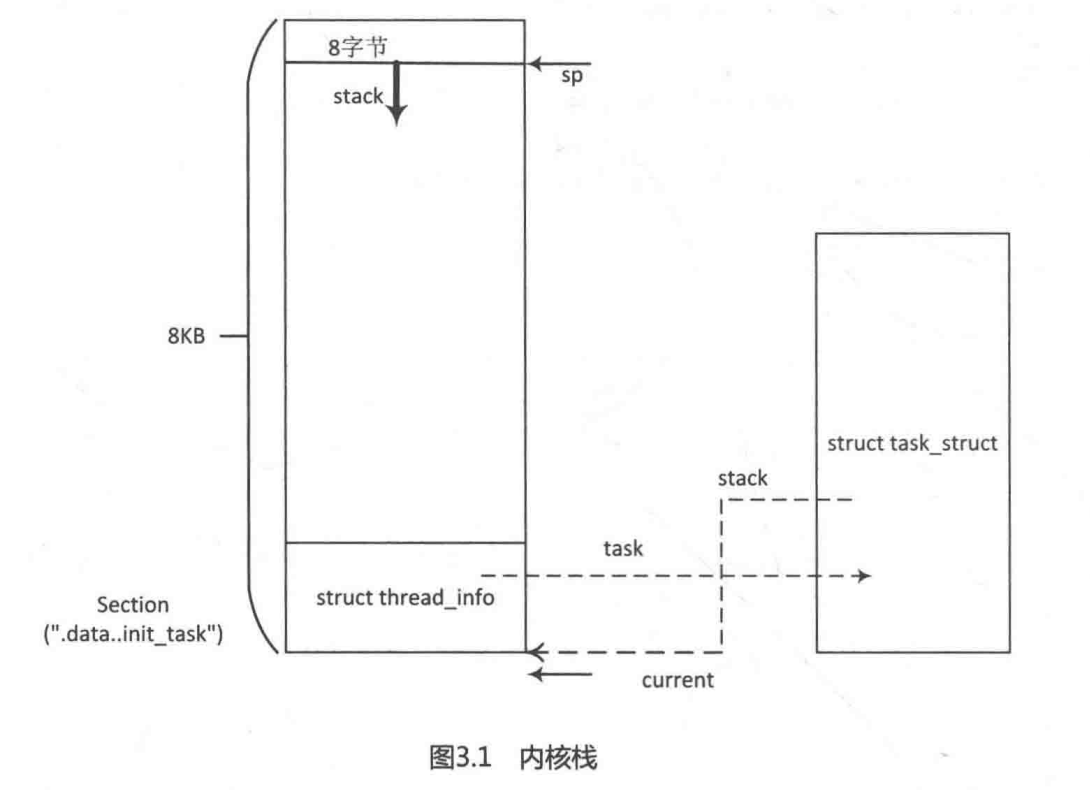 8字节
sp
stack
8KB
struct task_struct
stack
task
struct thread_info
Section
(".data..init_task")
current
图3.1 内核栈